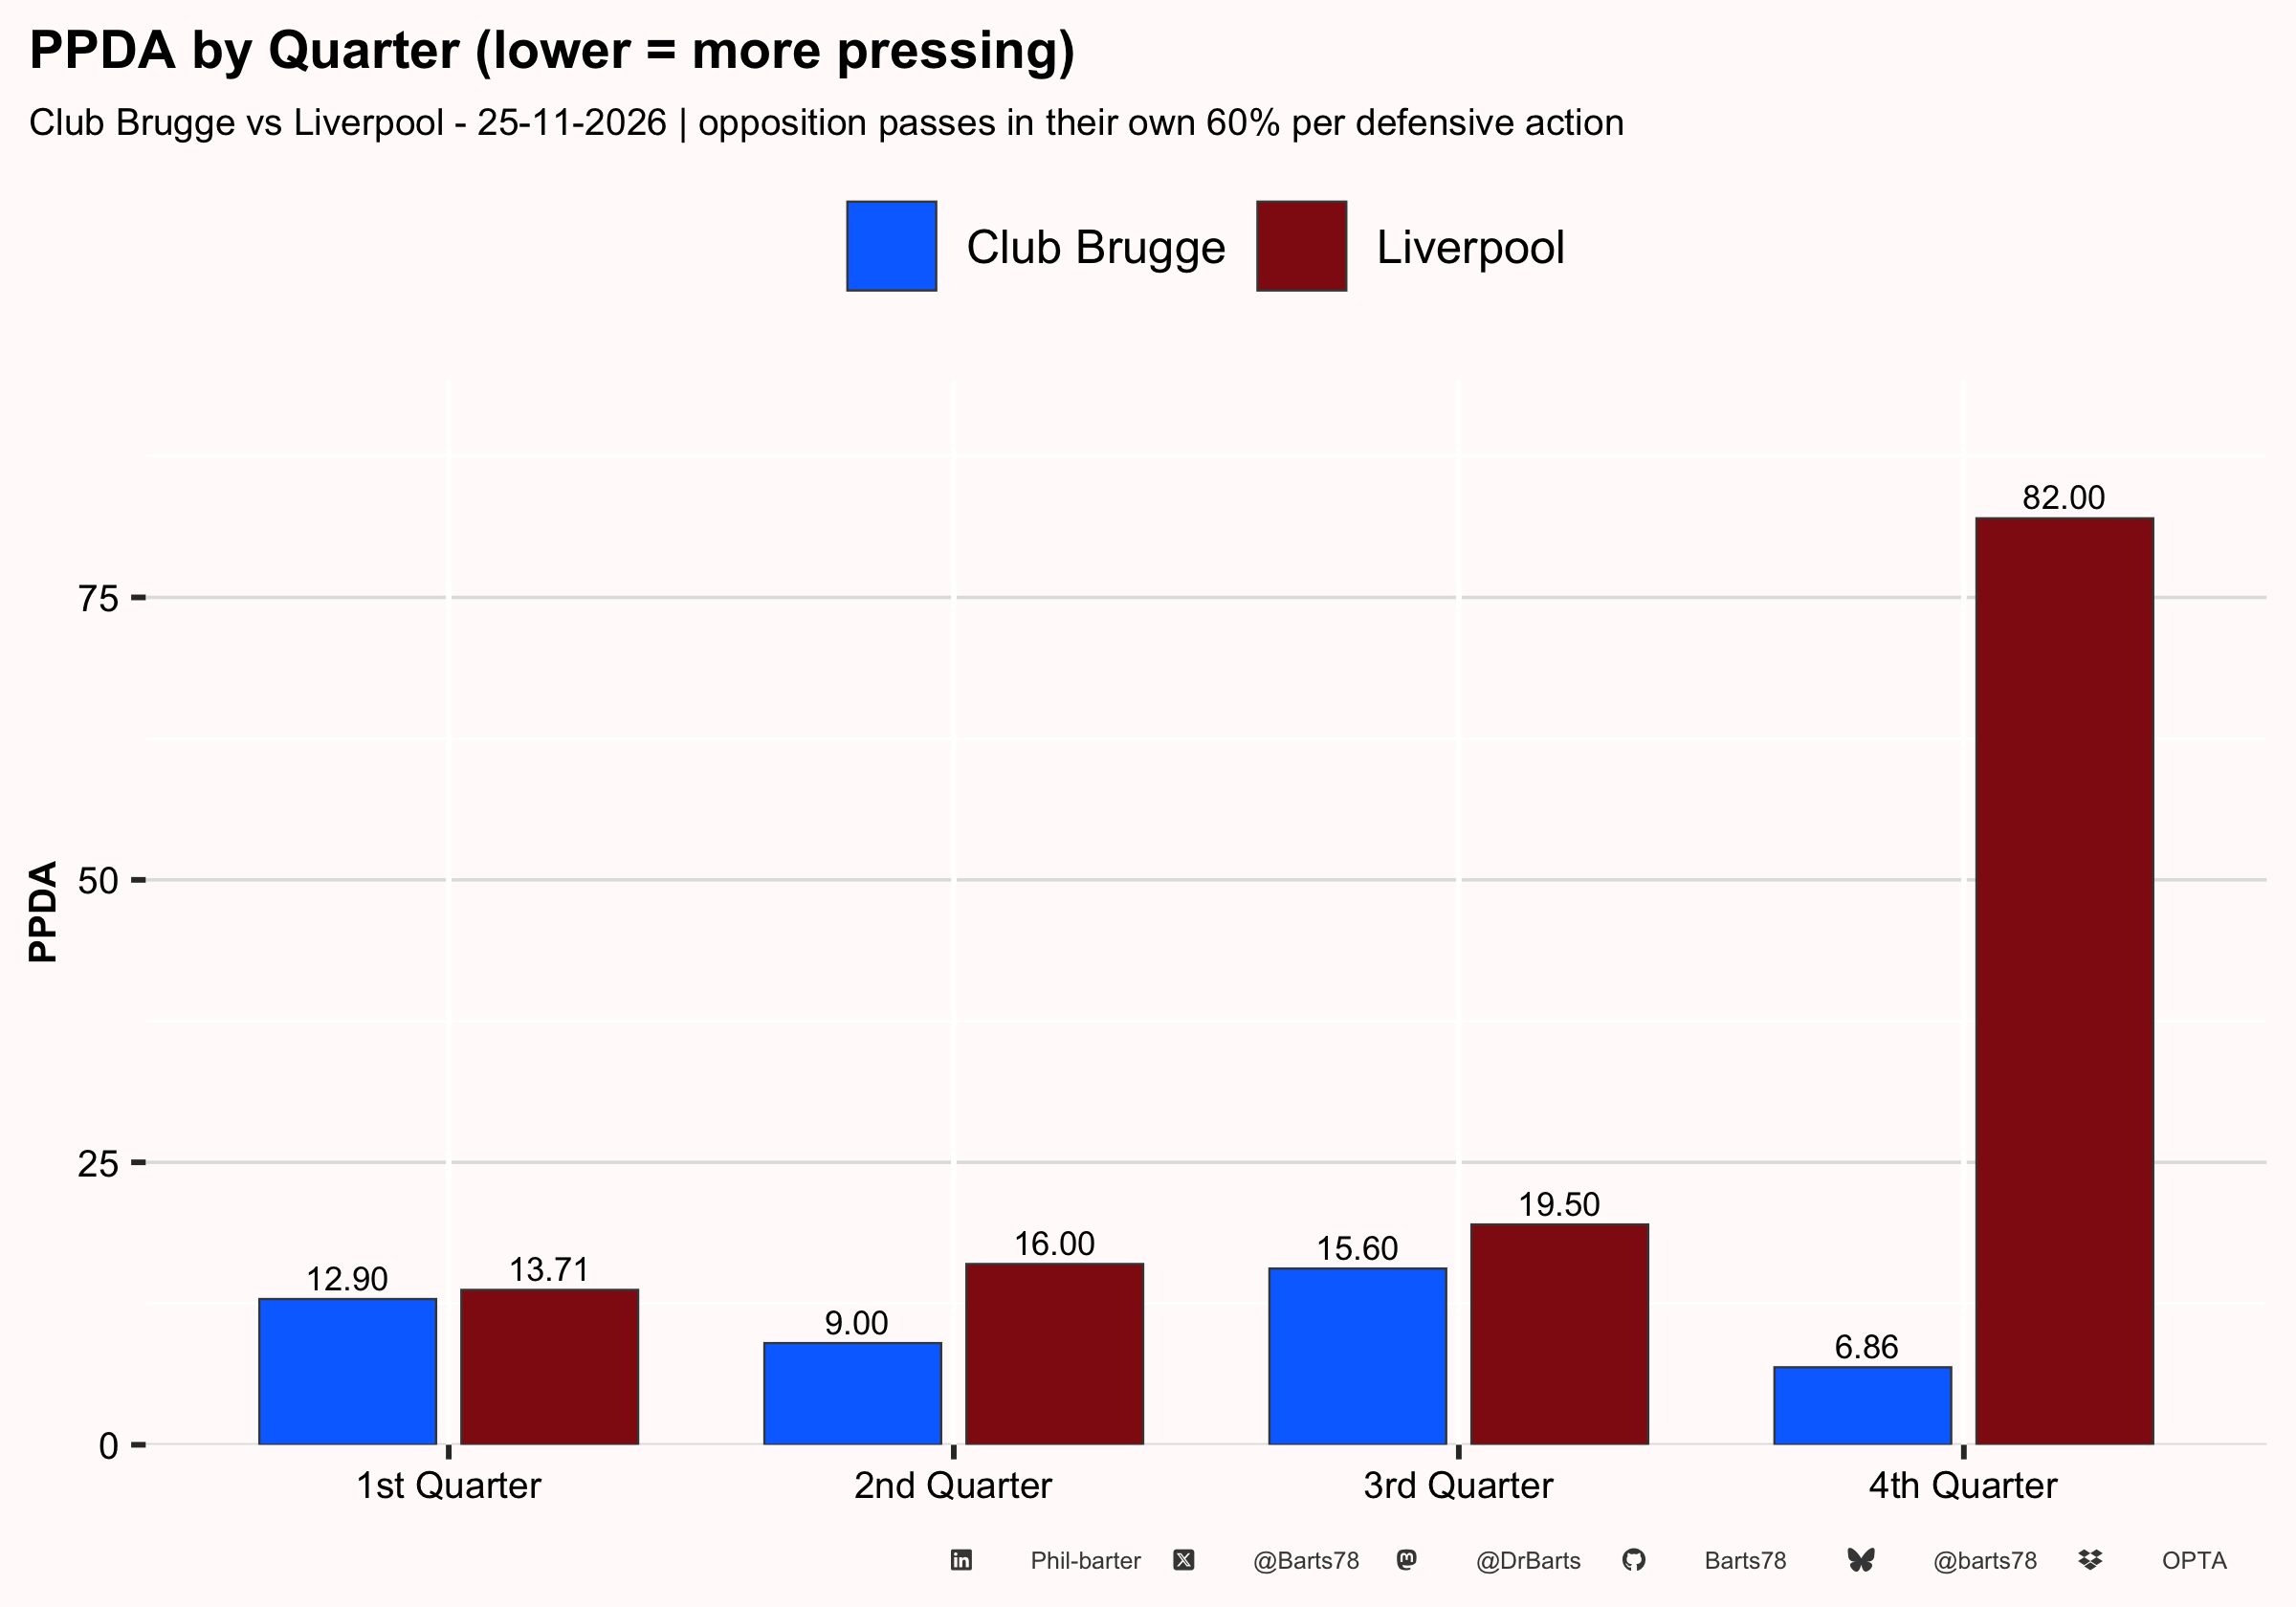 PPDA by Quarter (lower = more pressing)
Club Brugge vs Liverpool - 25-11-2026 | opposition passes in their own 60% per defensive action
Club Brugge Liverpool
PPDA
75
50
25
0
12.90 13.71 9.00 16.00 15.60 19.50 6.86 82.00
1st Quarter 2nd Quarter 3rd Quarter 4th Quarter
Phil-barter @Barts78 @DrBarts Barts78 @barts78 OPTA